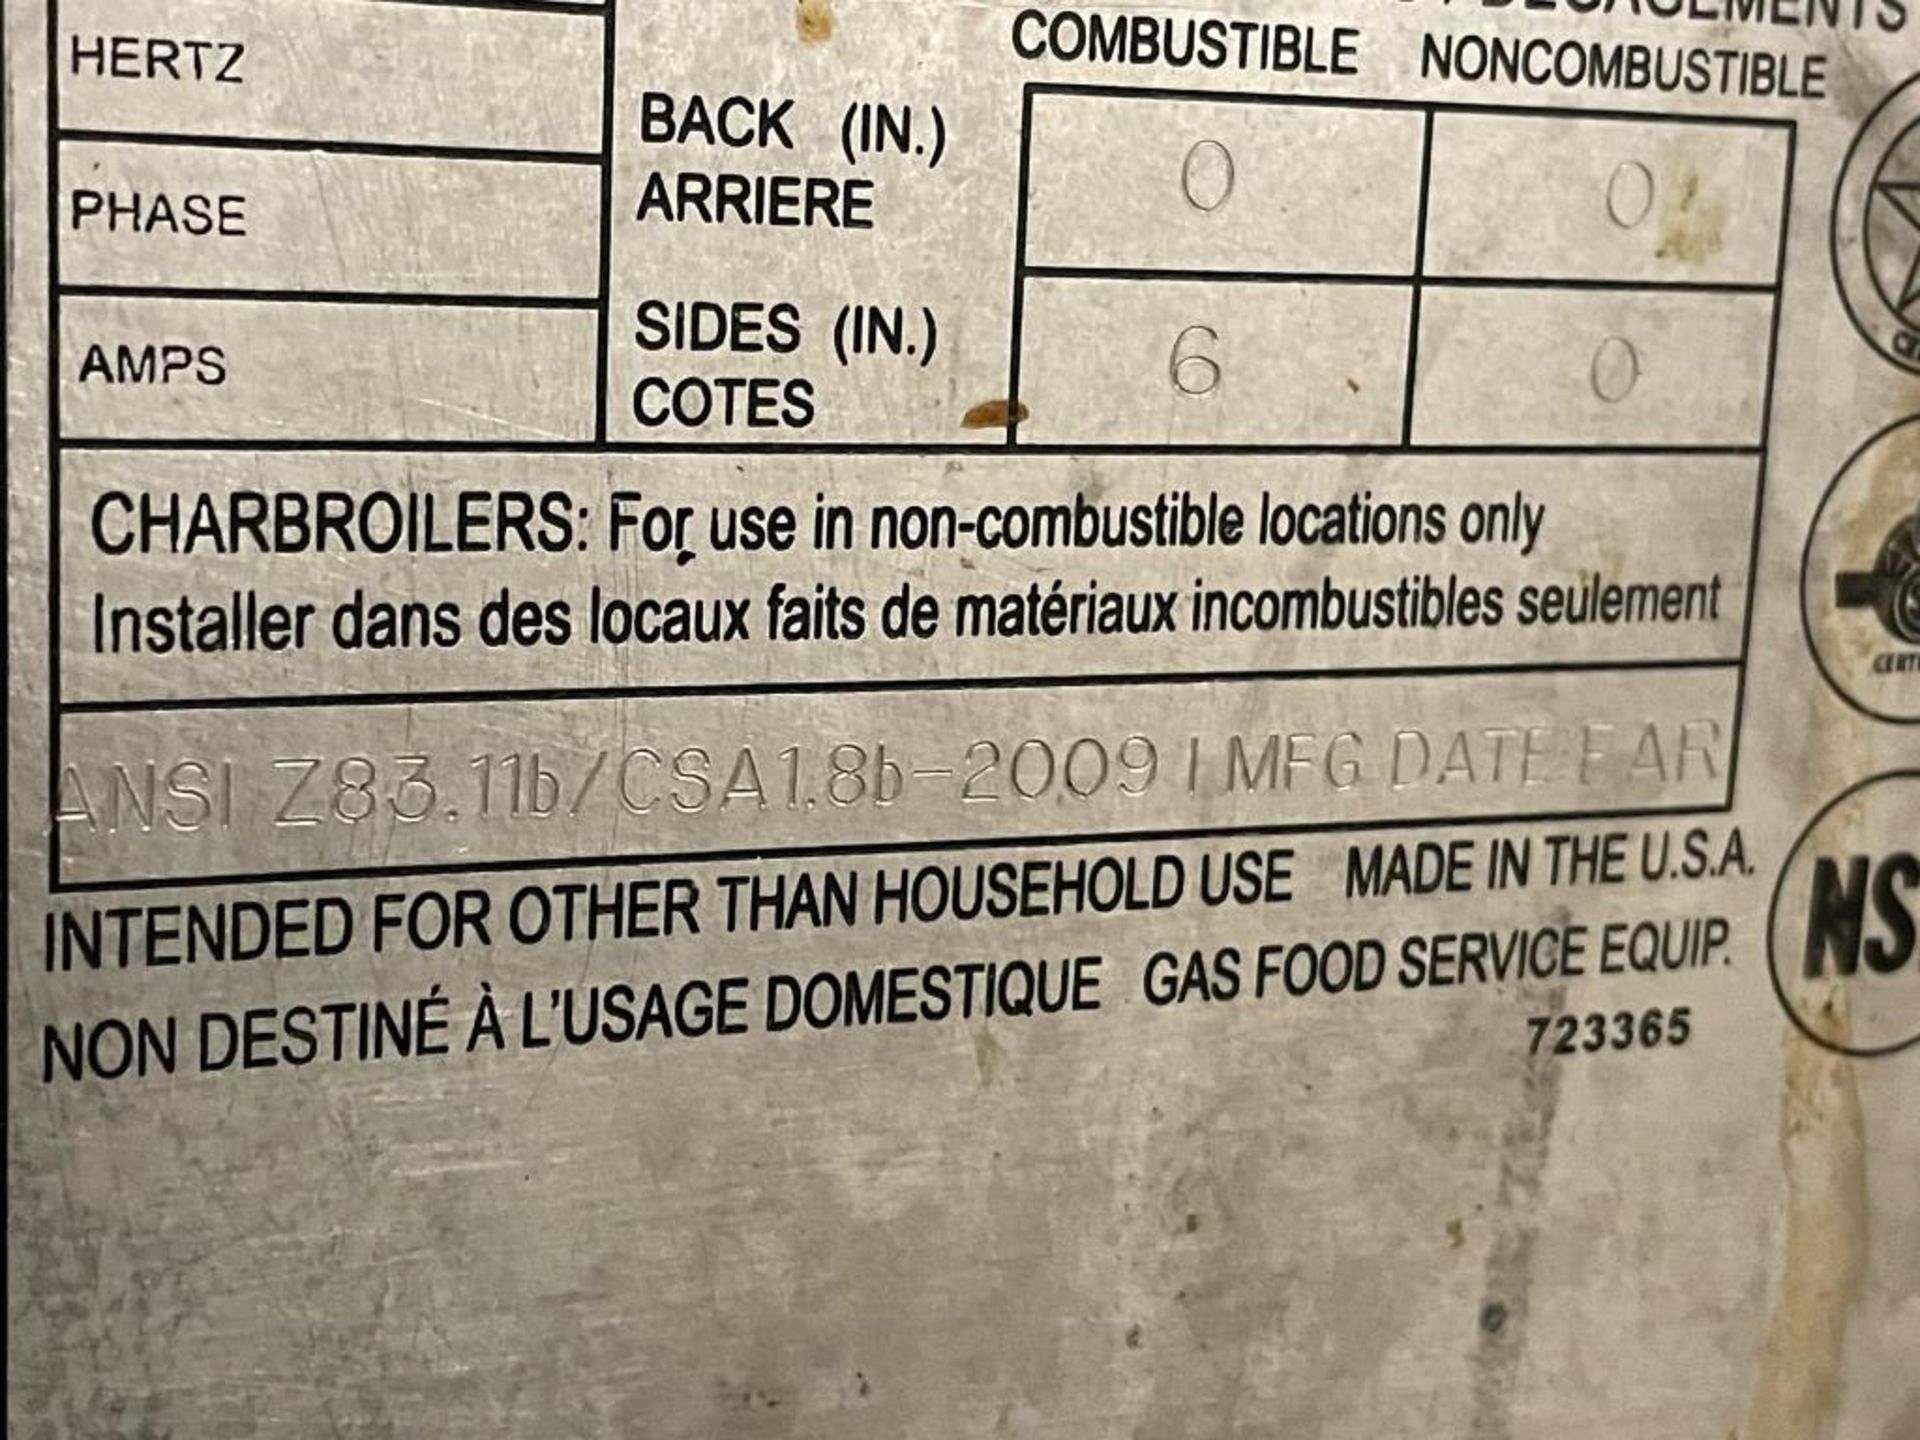 COMBUSTIBLE NONCOMBUSTIBLE
HERTZ
BACK (IN.) 0 0
ARRIERE
PHASE
SIDES (IN.) 6 0
COTES
AMPS
CHARBROILERS: For use in non-combustible locations only
Installer dans des locaux faits de matériaux incombustibles seulement
ANSI Z83.11b/CSA1.8b-2009 | MFG DATE:
INTENDED FOR OTHER THAN HOUSEHOLD USE MADE IN THE U.S.A.
NON DESTINÉ À L'USAGE DOMESTIQUE GAS FOOD SERVICE EQUIP.
723365
NS